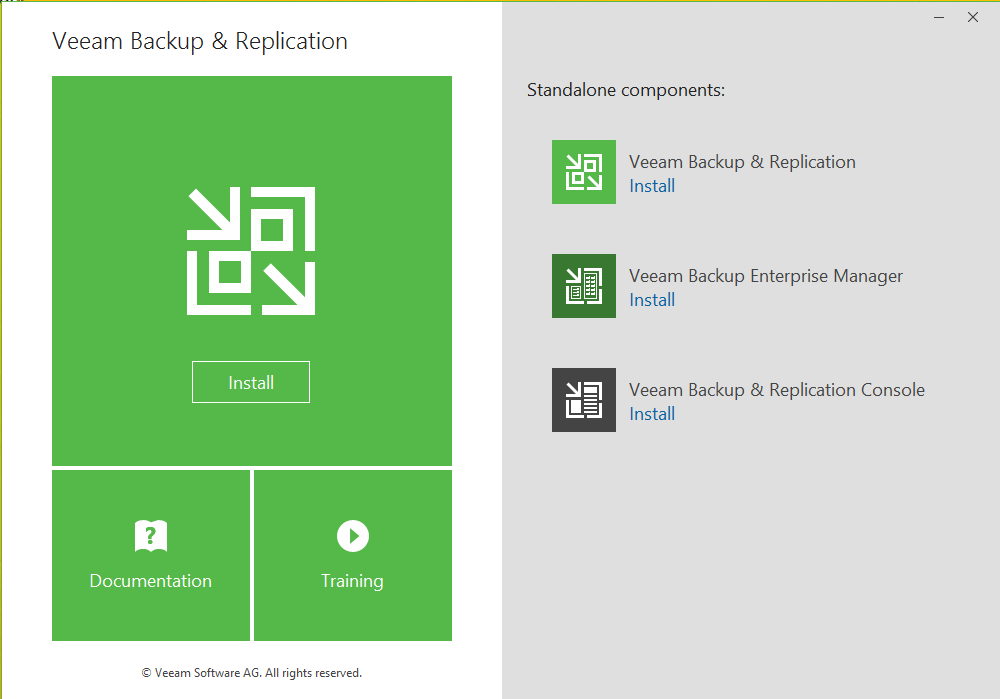 Veeam Backup & Replication
Install
Documentation
Training
© Veeam Software AG. All rights reserved.
Standalone components:
Veeam Backup & Replication
Install
Veeam Backup Enterprise Manager
Install
Veeam Backup & Replication Console
Install